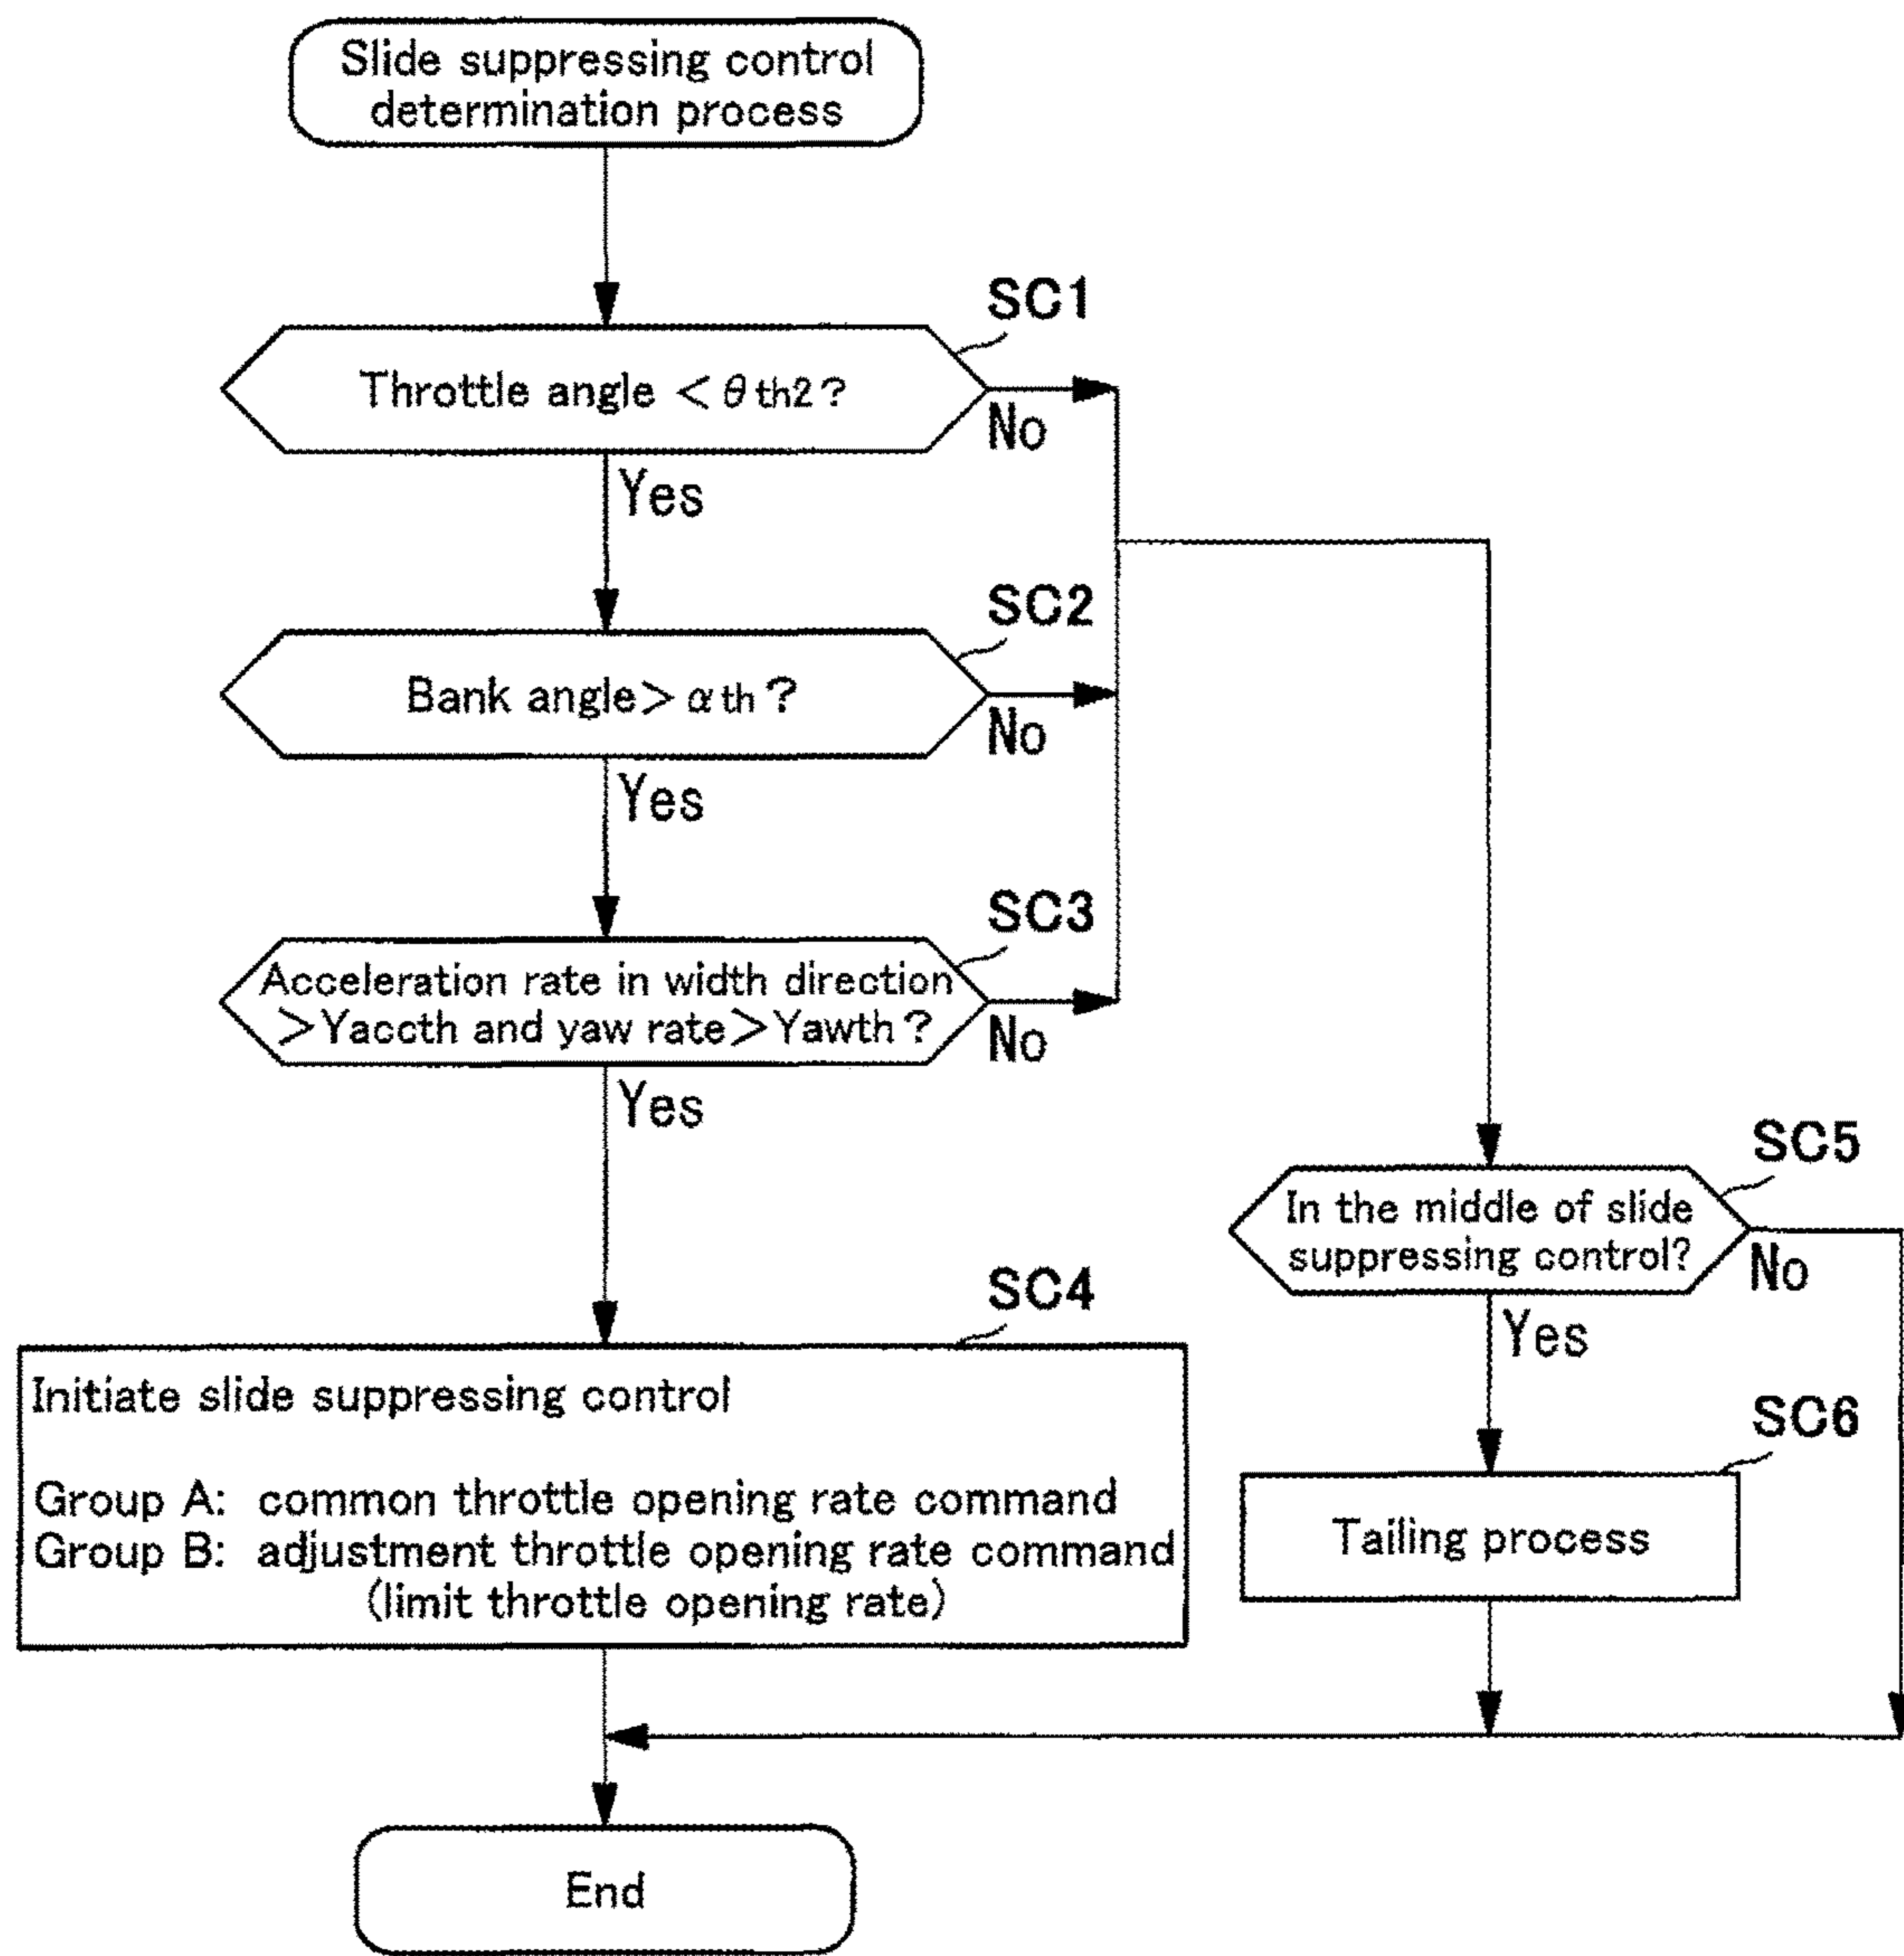 Slide suppressing control
determination process
SC1
Throttle angle < θth2?
No
Yes
SC2
Bank angle > αth?
No
Yes
SC3
Acceleration rate in width direction
> Yaccth and yaw rate > Yawth?
No
Yes
SC5
In the middle of slide
suppressing control?
No
Yes
SC4
Initiate slide suppressing control
Group A: common throttle opening rate command
Group B: adjustment throttle opening rate command
(limit throttle opening rate)
SC6
Tailing process
End